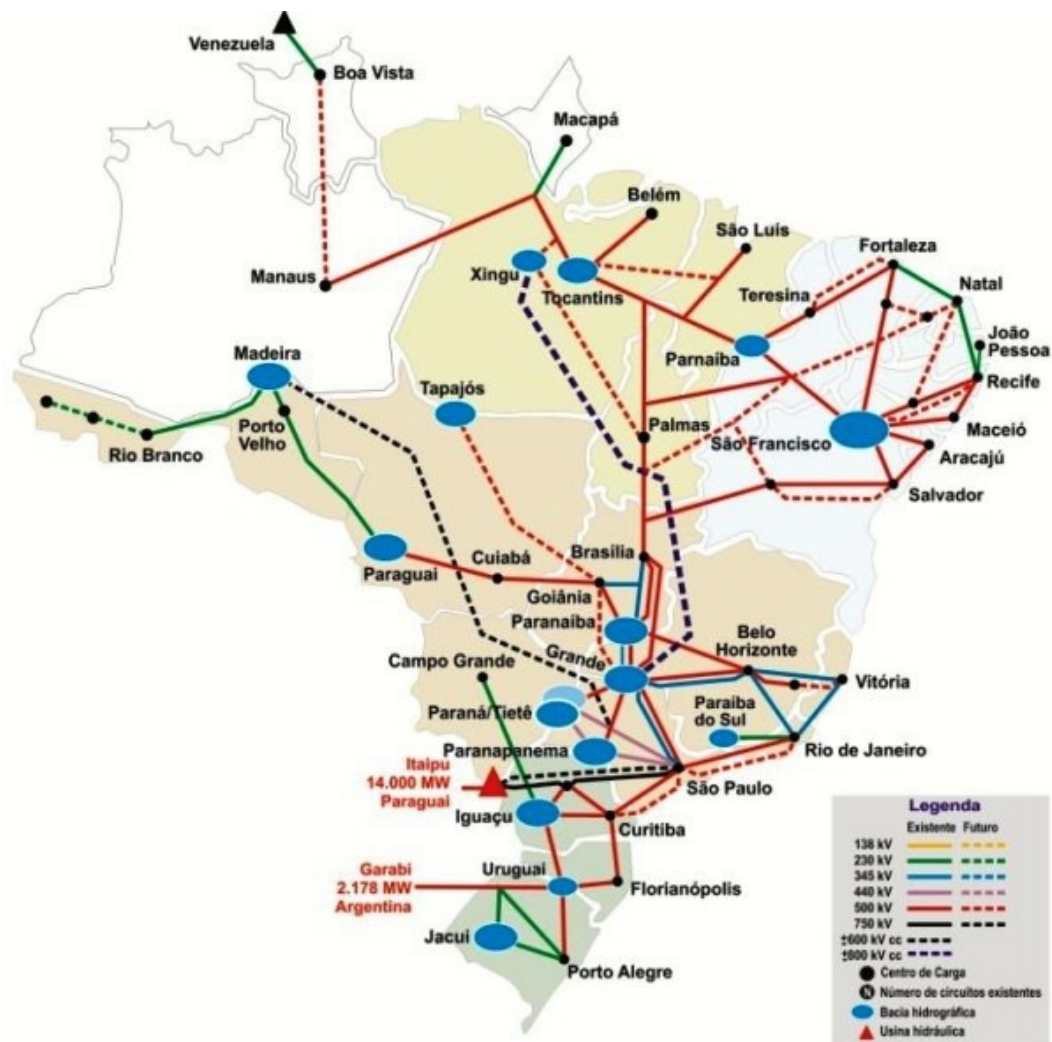 Venezuela
Boa Vista
Macapá
Belém
São Luís
Fortaleza
Manaus
Xingu
Tocantins
Teresina
Natal
João
Pessoa
Madeira
Parnaíba
Recife
Tapajós
Palmas
São Francisco
Maceió
Porto
Velho
Rio Branco
Aracajú
Salvador
Brasília
Cuiabá
Paraguai
Goiânia
Paranaíba
Belo
Horizonte
Grande
Campo Grande
Vitória
Paraíba
do Sul
Paraná/Tietê
Paranapanema
Rio de Janeiro
Itaipu
14.000 MW
Paraguai
São Paulo
Iguaçu
Curitiba
Garabi
2.178 MW
Argentina
Uruguai
Florianópolis
Jacui
Porto Alegre
Legenda
Existente Futuro
138 kV
230 kV
345 kV
440 kV
500 kV
750 kV
±600 kV cc
±800 kV cc
Centro de Carga
N Número de circuitos existentes
Bacia hidrográfica
Usina hidráulica